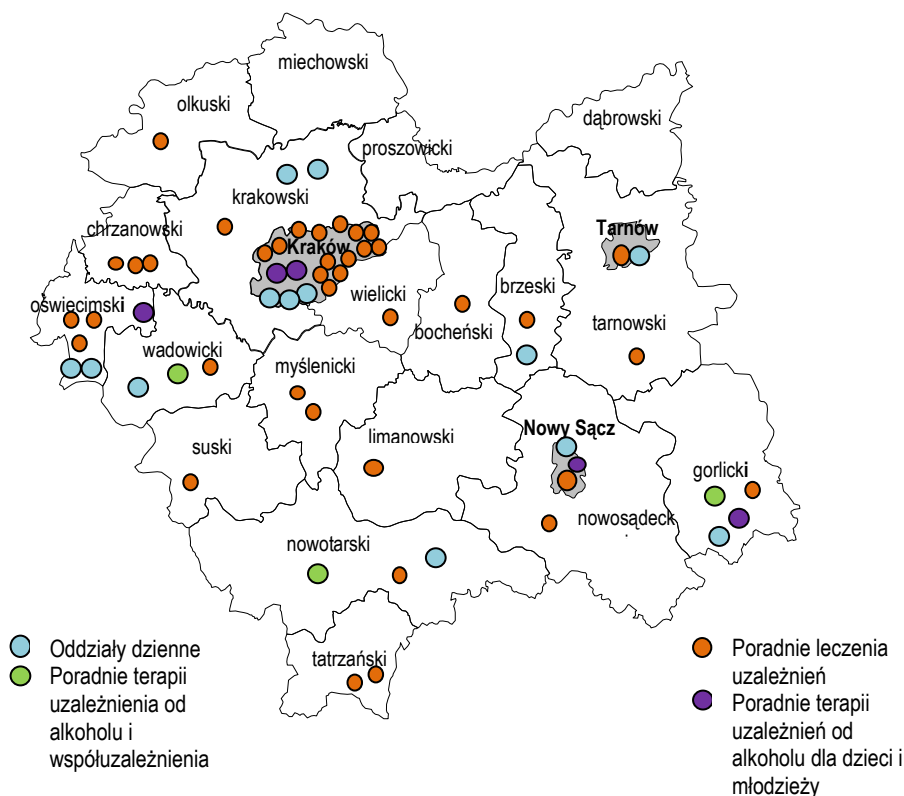 miechowski
olkuski
dąbrowski
proszowicki
krakowski
chrzanowski
Tarnów
Kraków
oświęcimski
wielicki
brzeski
bocheński
tarnowski
wadowicki
myślenicki
Nowy Sącz
limanowski
suski
gorlicki
nowosądeck
nowotarski
tatrzański
Oddziały dzienne
Poradnie terapii
uzależnienia od
alkoholu i
współuzależnienia
Poradnie leczenia
uzależnień
Poradnie terapii
uzależnień od
alkoholu dla dzieci i
młodzieży